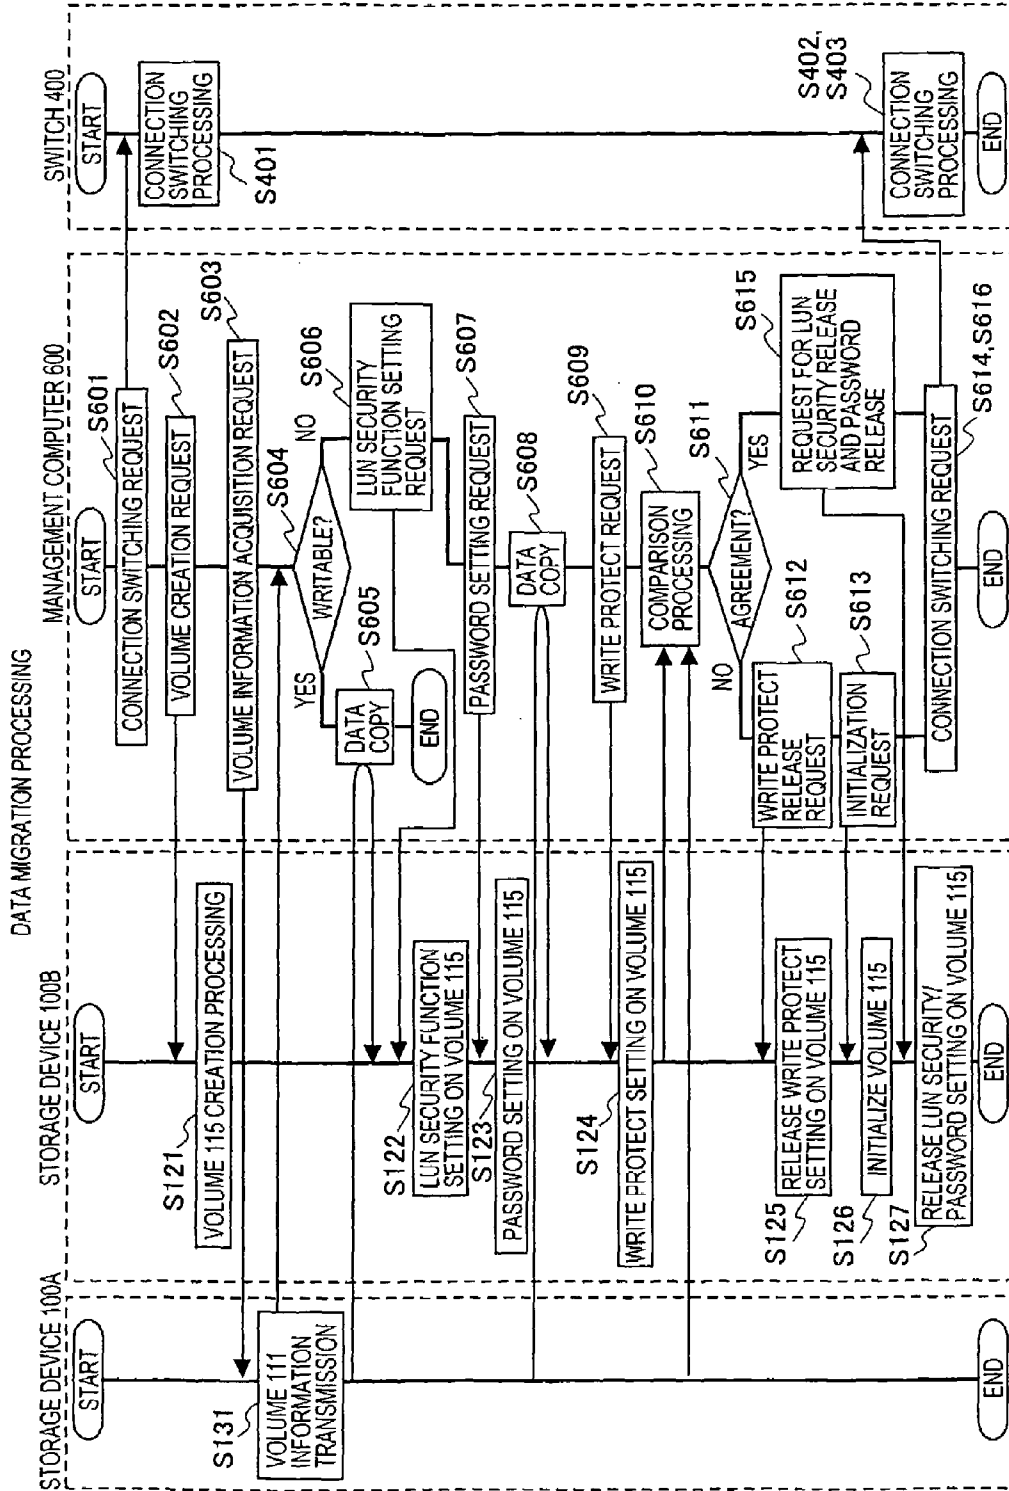 DATA MIGRATION PROCESSING
STORAGE DEVICE 100A
START
S131
VOLUME 111
INFORMATION
TRANSMISSION
END
STORAGE DEVICE 100B
START
S121
VOLUME 115 CREATION PROCESSING
S122
LUN SECURITY FUNCTION
SETTING ON VOLUME 115
S123
PASSWORD SETTING ON VOLUME 115
S124
WRITE PROTECT SETTING ON VOLUME 115
S125
RELEASE WRITE PROTECT
SETTING ON VOLUME 115
S126
INITIALIZE VOLUME 115
S127
RELEASE LUN SECURITY/
PASSWORD SETTING ON VOLUME 115
END
MANAGEMENT COMPUTER 600
START
S601
CONNECTION SWITCHING REQUEST
S602
VOLUME CREATION REQUEST
S603
VOLUME INFORMATION ACQUISITION REQUEST
S604
WRITABLE?
YES
NO
S605
DATA
COPY
END
S606
LUN SECURITY
FUNCTION SETTING
REQUEST
S607
PASSWORD SETTING REQUEST
S608
DATA
COPY
S609
WRITE PROTECT REQUEST
S610
COMPARISON
PROCESSING
S611
AGREEMENT?
NO
YES
S612
WRITE PROTECT
RELEASE
REQUEST
S613
INITIALIZATION
REQUEST
S615
REQUEST FOR LUN
SECURITY RELEASE
AND PASSWORD
RELEASE
S614,S616
CONNECTION SWITCHING REQUEST
END
SWITCH 400
START
CONNECTION
SWITCHING
PROCESSING
S401
S402,
S403
CONNECTION
SWITCHING
PROCESSING
END